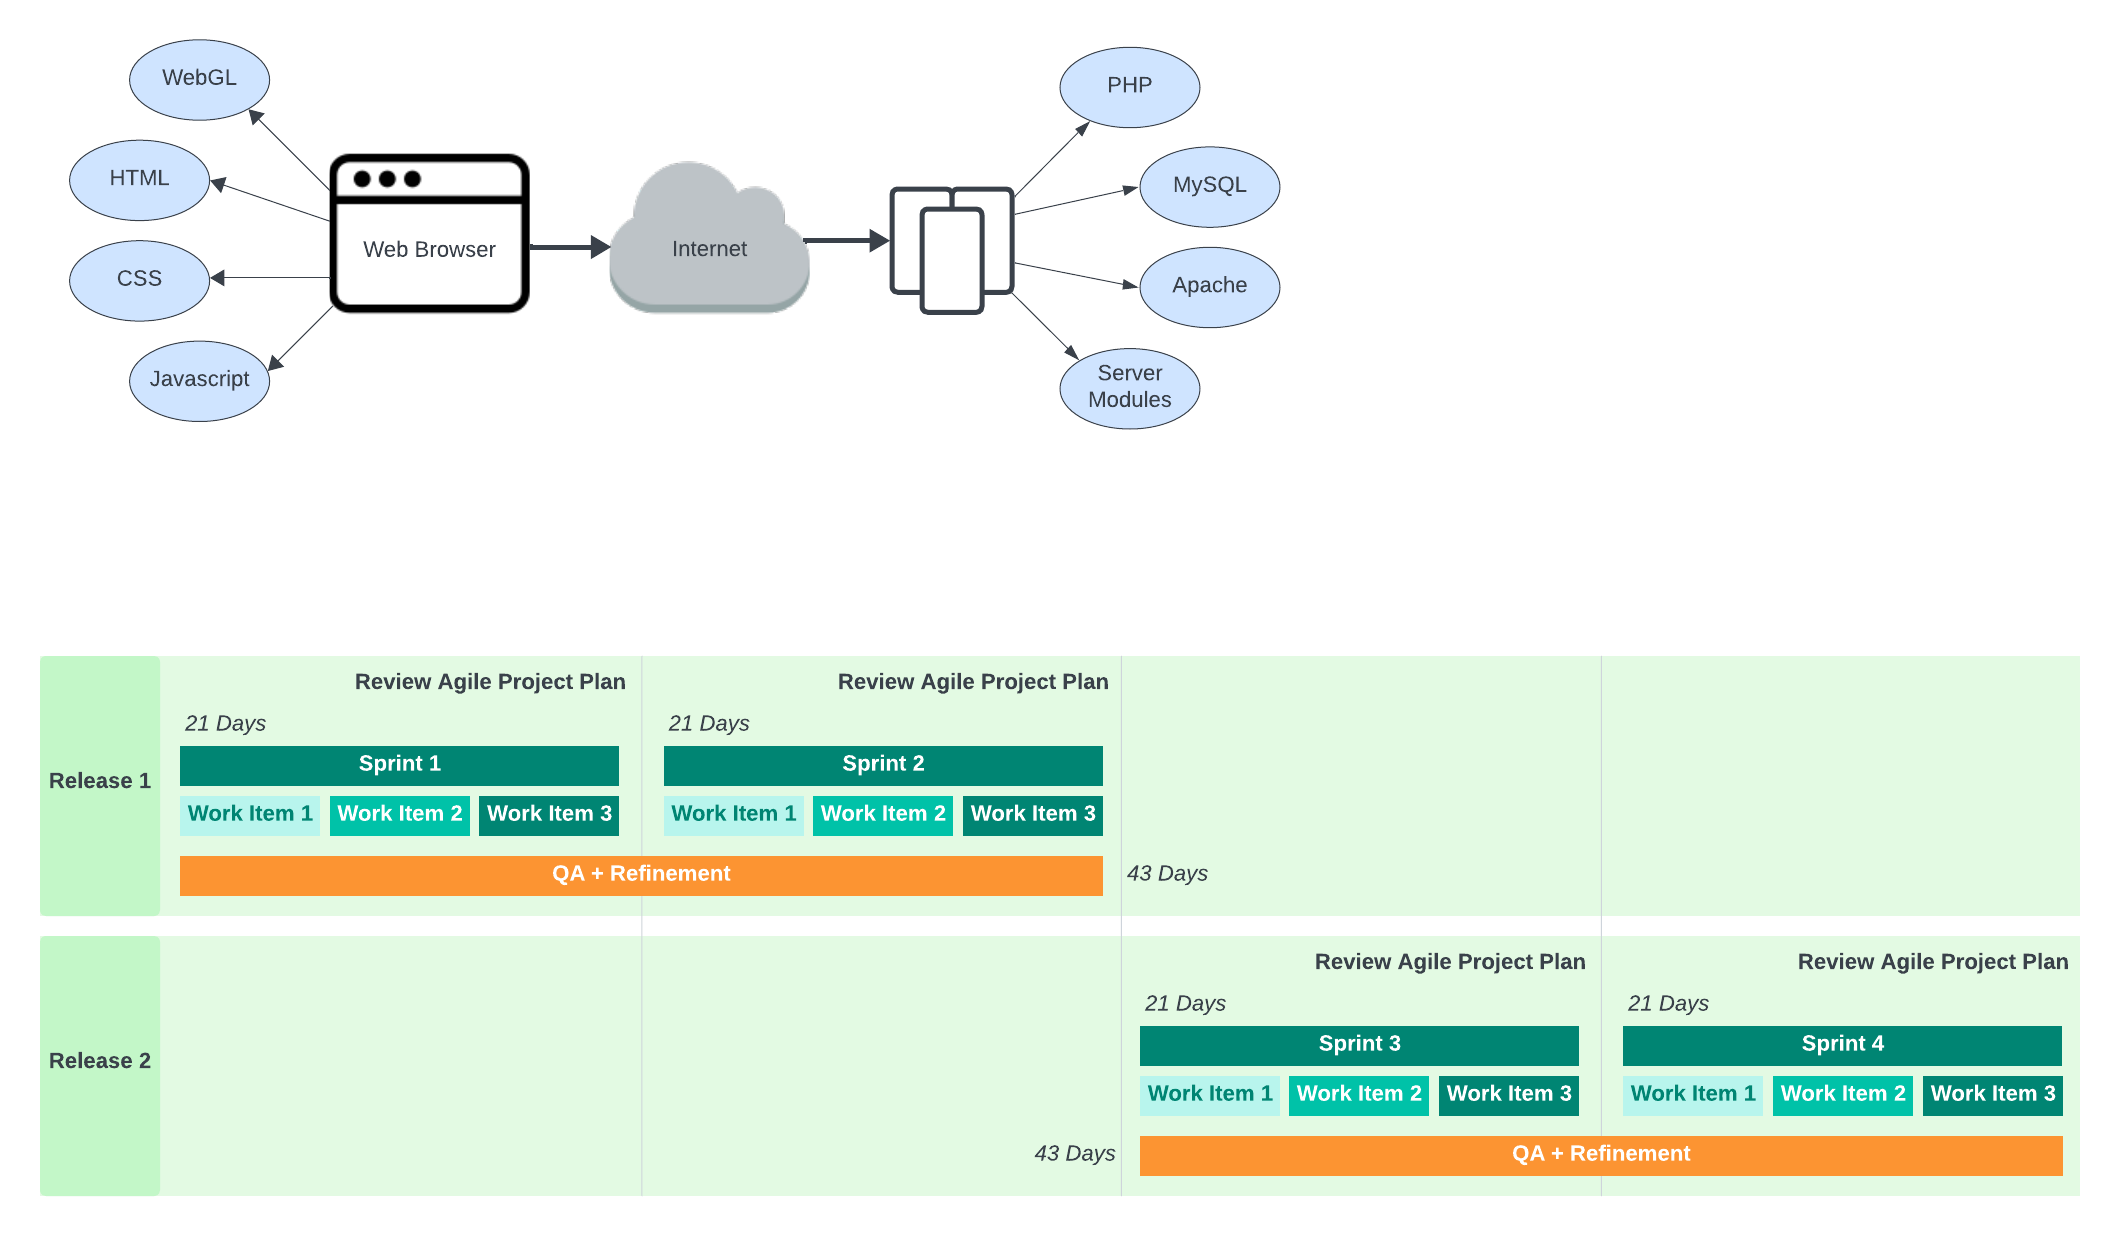 WebGL
PHP
HTML
MySQL
Web Browser
Internet
CSS
Apache
Javascript
Server
Modules
Release 1
Review Agile Project Plan
Review Agile Project Plan
21 Days
21 Days
Sprint 1
Sprint 2
Work Item 1
Work Item 2
Work Item 3
Work Item 1
Work Item 2
Work Item 3
QA + Refinement
43 Days
Release 2
Review Agile Project Plan
Review Agile Project Plan
21 Days
21 Days
Sprint 3
Sprint 4
Work Item 1
Work Item 2
Work Item 3
Work Item 1
Work Item 2
Work Item 3
43 Days
QA + Refinement